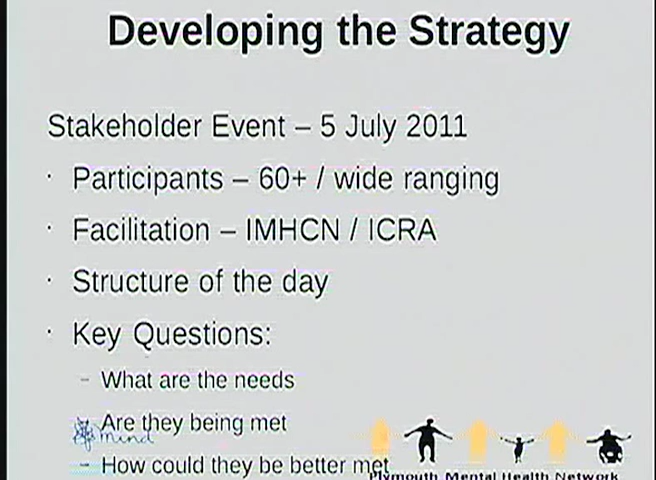 Developing the Strategy
Stakeholder Event – 5 July 2011
· Participants – 60+ / wide ranging
· Facilitation – IMHCN / ICRA
· Structure of the day
· Key Questions:
– What are the needs
Are they being met
mind
– How could they be better met
Plymouth Mental Health Network